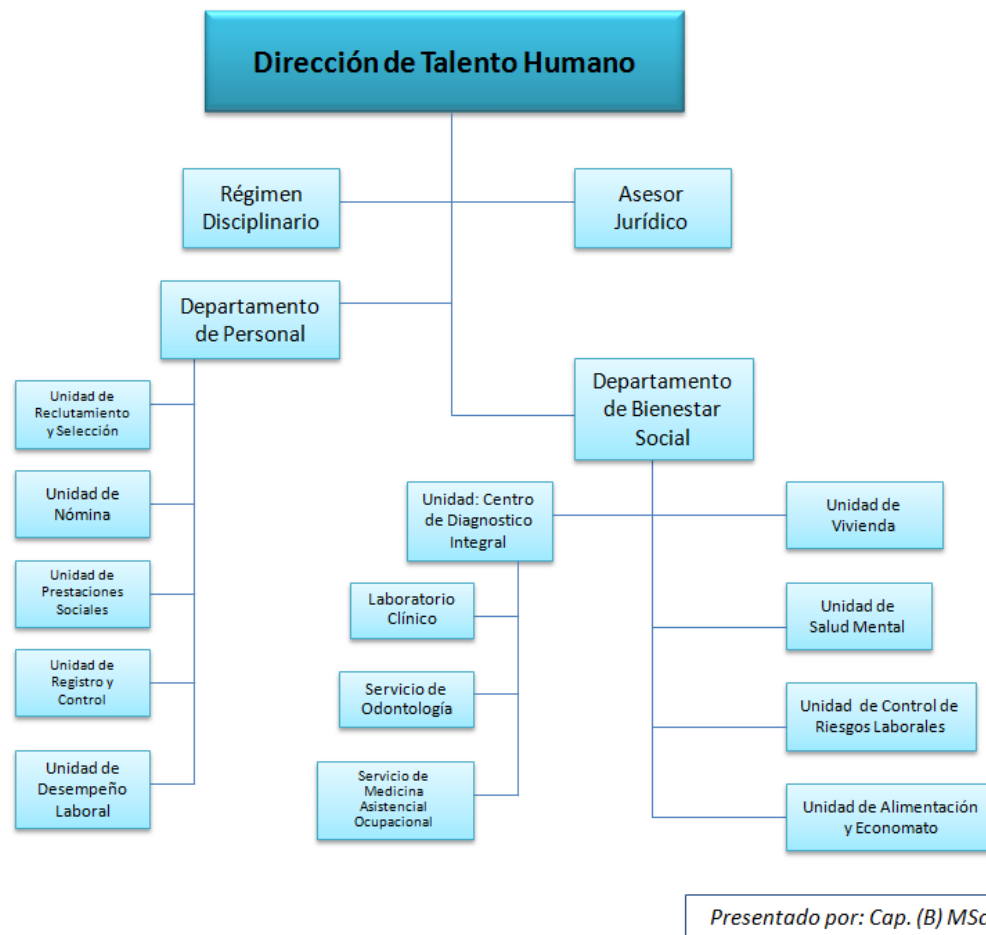 Dirección de Talento Humano
Régimen
Disciplinario
Asesor
Jurídico
Departamento
de Personal
Departamento
de Bienestar
Social
Unidad de
Reclutamiento
y Selección
Unidad de
Nómina
Unidad de
Prestaciones
Sociales
Unidad de
Registro y
Control
Unidad de
Desempeño
Laboral
Unidad: Centro
de Diagnostico
Integral
Laboratorio
Clínico
Servicio de
Odontología
Servicio de
Medicina
Asistencial
Ocupacional
Unidad de
Vivienda
Unidad de
Salud Mental
Unidad de Control de
Riesgos Laborales
Unidad de Alimentación
y Economato
Presentado por: Cap. (B) MSc